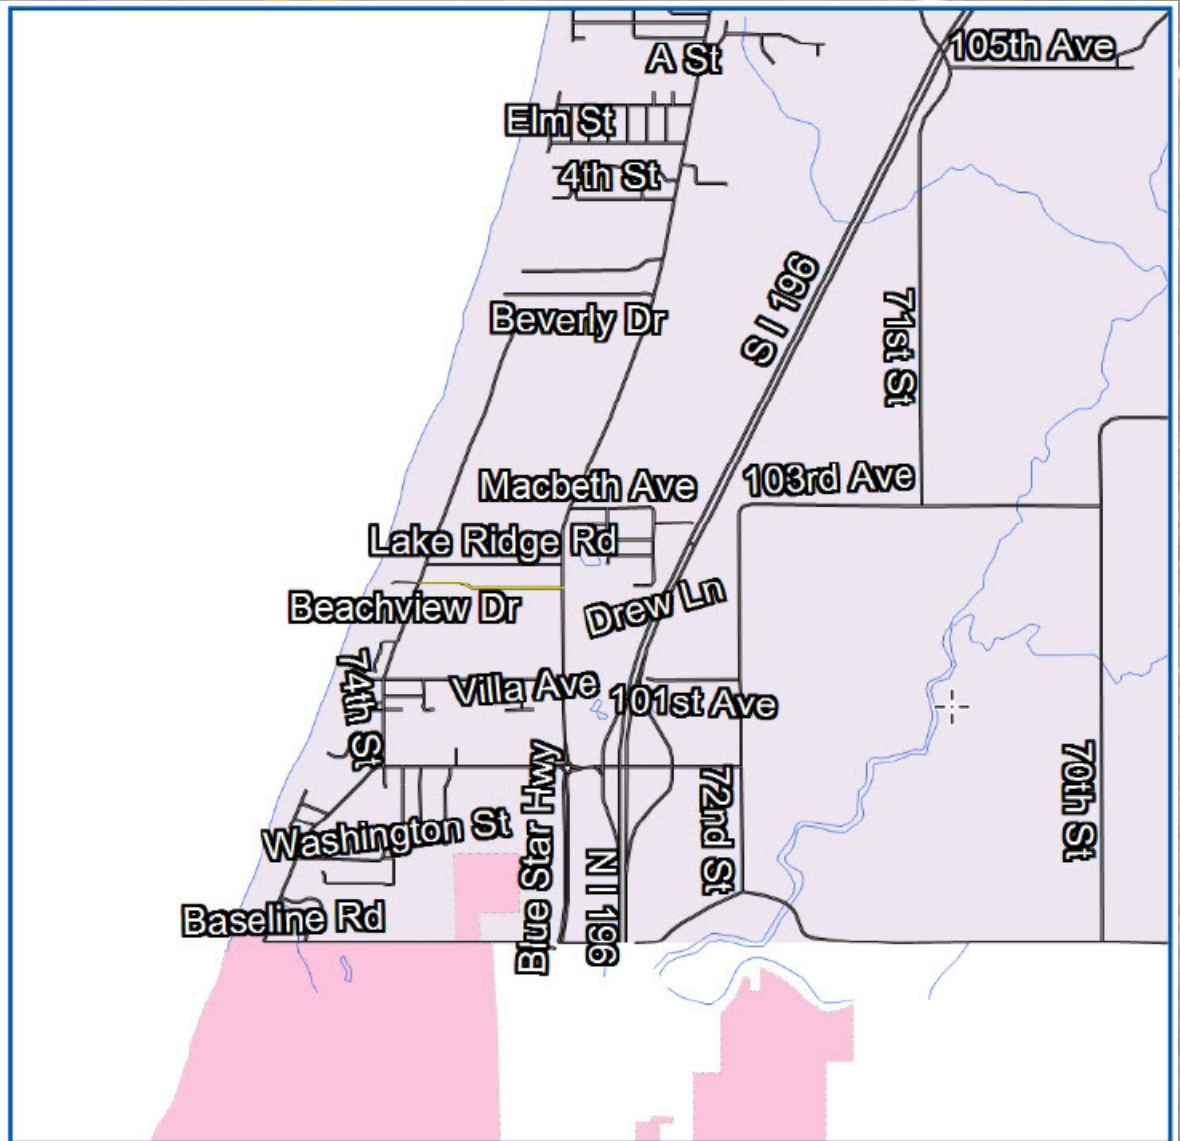 105th Ave
A St
Elm St
4th St
S I 196
71st St
Beverly Dr
Macbeth Ave
103rd Ave
Lake Ridge Rd
Beachview Dr
Drew Ln
74th St
Villa Ave
101st Ave
Blue Star Hwy
72nd St
70th St
Washington St
N I 196
Baseline Rd